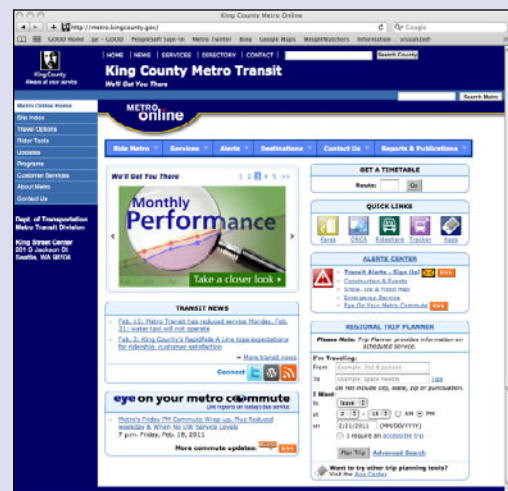 King County Metro Online
http://metro.kingcounty.gov/
Google
GOOD Home
PeopleSoft Sign-In
Metro Twitter
Bing
Google Maps
WeightWatchers
HOME | NEWS | SERVICES | DIRECTORY | CONTACT |
Search County
King County
Always at your service
King County Metro Transit
We'll Get You There
Search Metro
Metro Online Home
METRO online
Site Index
Travel Options
Rider Tools
Updates
Programs
Customer Services
About Metro
Contact Us
Dept. of Transportation
Metro Transit Division
King Street Center
201 S Jackson St
Seattle, WA 98104
Ride Metro
Services
Alerts
Destinations
Contact Us
Reports & Publications
We'll Get You There
1 2 3 4 5 >>
Monthly
Performance
Take a closer look
TRANSIT NEWS
Feb. 15: Metro Transit has reduced service Monday, Feb.
21; water taxi will not operate
Feb. 3: King County's RapidRide A Line tops expectations
for ridership, customer satisfaction
» More transit news
Connect
eye on your metro commute
Live reports on today's bus service
Metro's Friday PM Commute Wrap-up, Plus Reduced
Weekday & When No UW Service Levels
7 p.m. Friday, Feb. 18, 2011
More commute updates:
RSS
GET A TIMETABLE
Route:
Go
QUICK LINKS
Fares
ORCA
Rideshare
Tracker
Apps
ALERTS CENTER
Transit Alerts - Sign Up!
RSS
Construction & Events
Snow, Ice & Flood Map
Emergency Service
Eye On Your Metro Commute
RSS
REGIONAL TRIP PLANNER
Please Note: Trip Planner provides information on
scheduled service.
I'm Traveling:
From
Example: 3rd & Jackson
To
Example: space needle
Tips
Do not include city, state, zip or punctuation.
I Want
to
leave
at
2 : 15
AM
PM
on
2/21/2011
(MM/DD/YYYY)
I require an accessible trip
Plan Trip
Advanced Search
Want to try other trip planning tools?
Visit the App Center